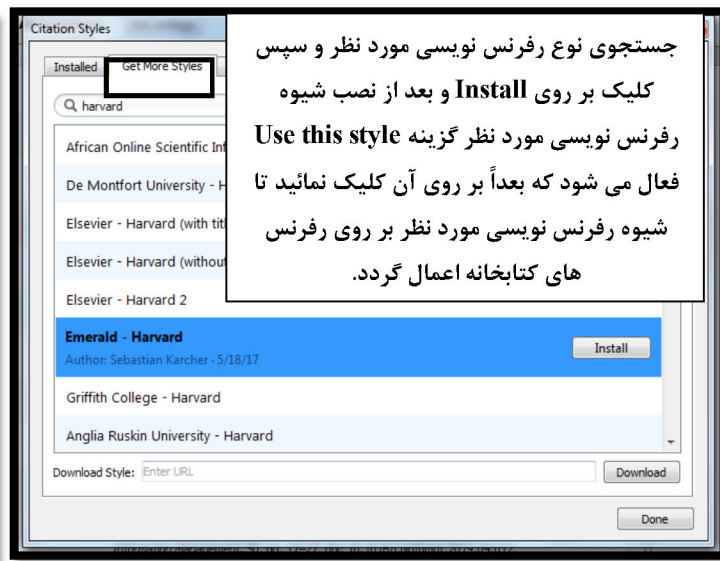 Citation Styles
Installed
Get More Styles
harvard
جستجوی نوع رفرنس نویسی مورد نظر و سپس
کلیک بر روی Install و بعد از نصب شیوه
رفرنس نویسی مورد نظر گزینه Use this style
فعال می شود که بعداً بر روی آن کلیک نمائید تا
شیوه رفرنس نویسی مورد نظر بر روی رفرنس
های کتابخانه اعمال گردد.
African Online Scientific
De Montfort University -
Elsevier - Harvard (with
Elsevier - Harvard
Elsevier - Harvard 2
Emerald - Harvard
Author: Sebastian Karcher - 5/18/17
Install
Griffith College - Harvard
Anglia Ruskin University - Harvard
Download Style: Enter URL
Download
Done